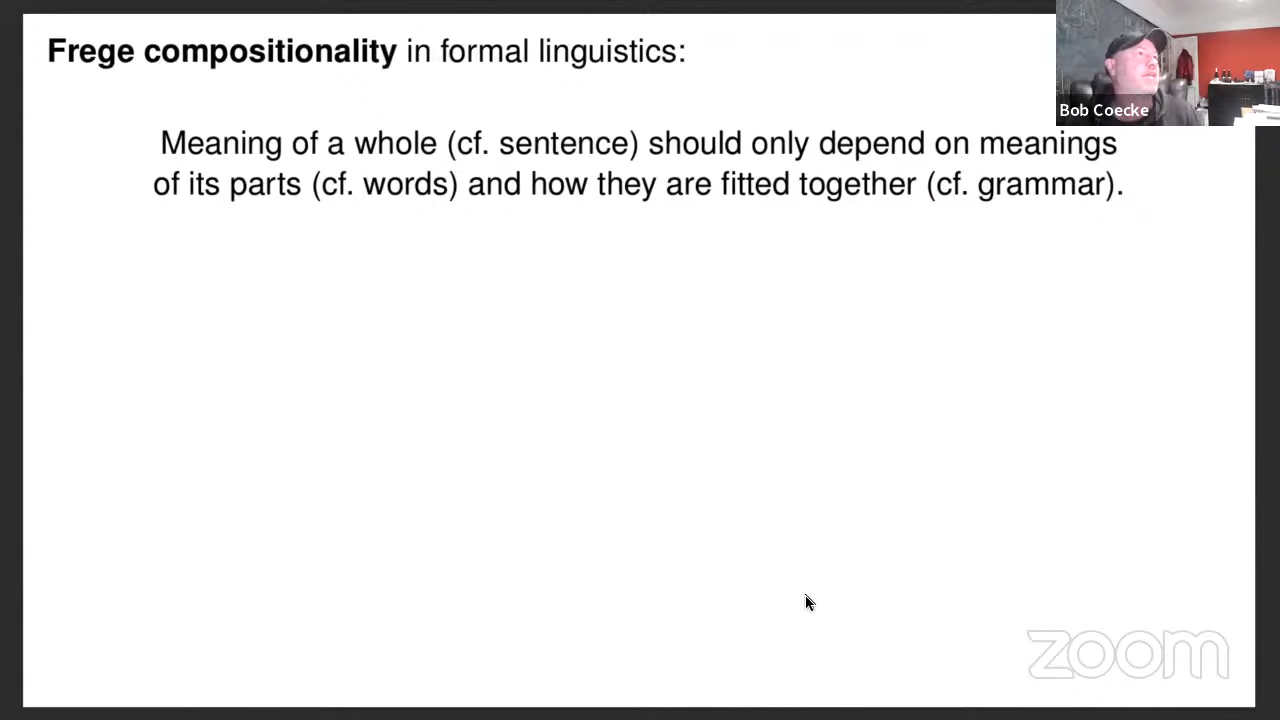 Frege compositionality in formal linguistics:
Bob Coecke
Meaning of a whole (cf. sentence) should only depend on meanings
of its parts (cf. words) and how they are fitted together (cf. grammar).
zoom